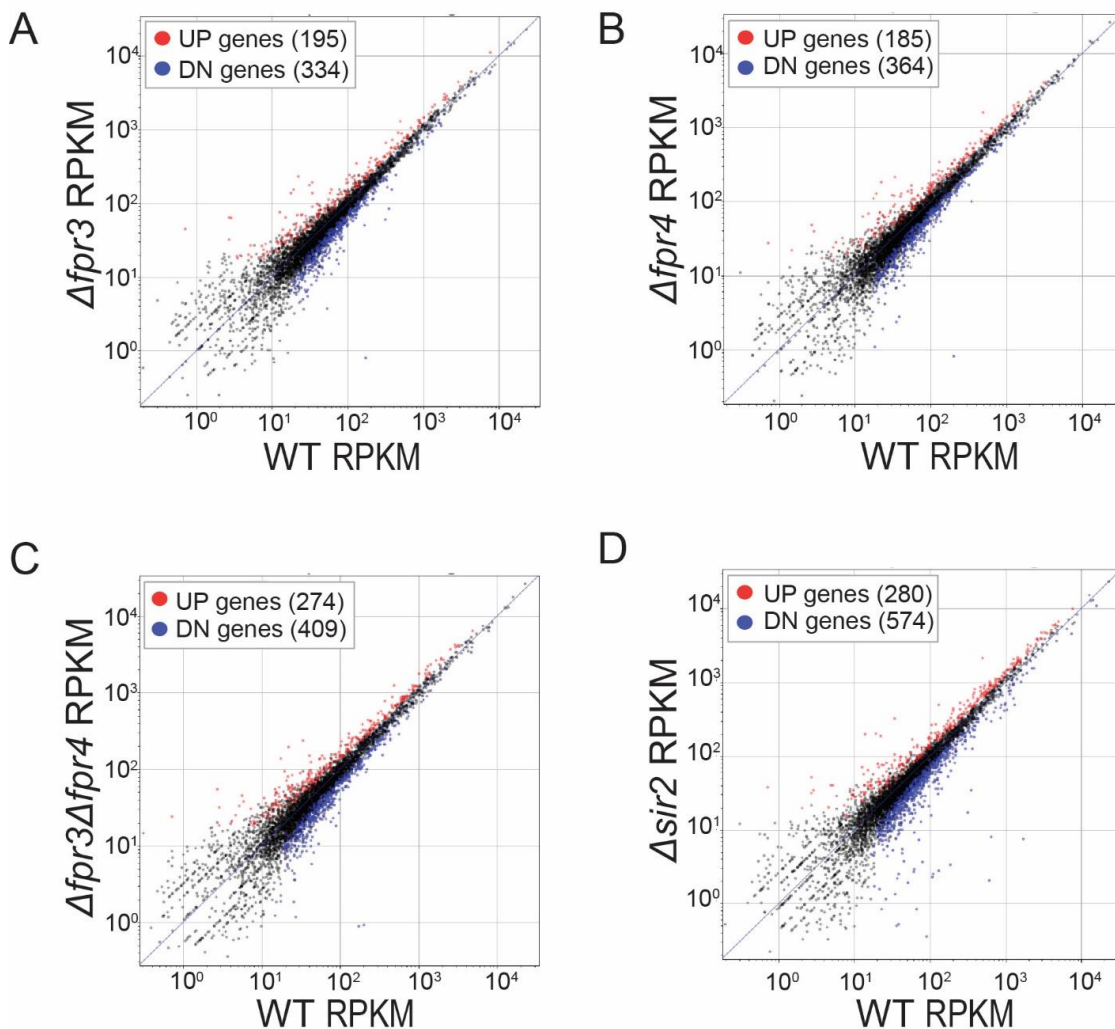 A
UP genes (195)
DN genes (334)
10⁴
10³
10²
10¹
10⁰
Δfpr3 RPKM
10⁰ 10¹ 10² 10³ 10⁴
WT RPKM
B
UP genes (185)
DN genes (364)
10⁴
10³
10²
10¹
10⁰
Δfpr4 RPKM
10⁰ 10¹ 10² 10³ 10⁴
WT RPKM
C
UP genes (274)
DN genes (409)
10⁴
10³
10²
10¹
10⁰
Δfpr3Δfpr4 RPKM
10⁰ 10¹ 10² 10³ 10⁴
WT RPKM
D
UP genes (280)
DN genes (574)
10⁴
10³
10²
10¹
10⁰
Δsir2 RPKM
10⁰ 10¹ 10² 10³ 10⁴
WT RPKM